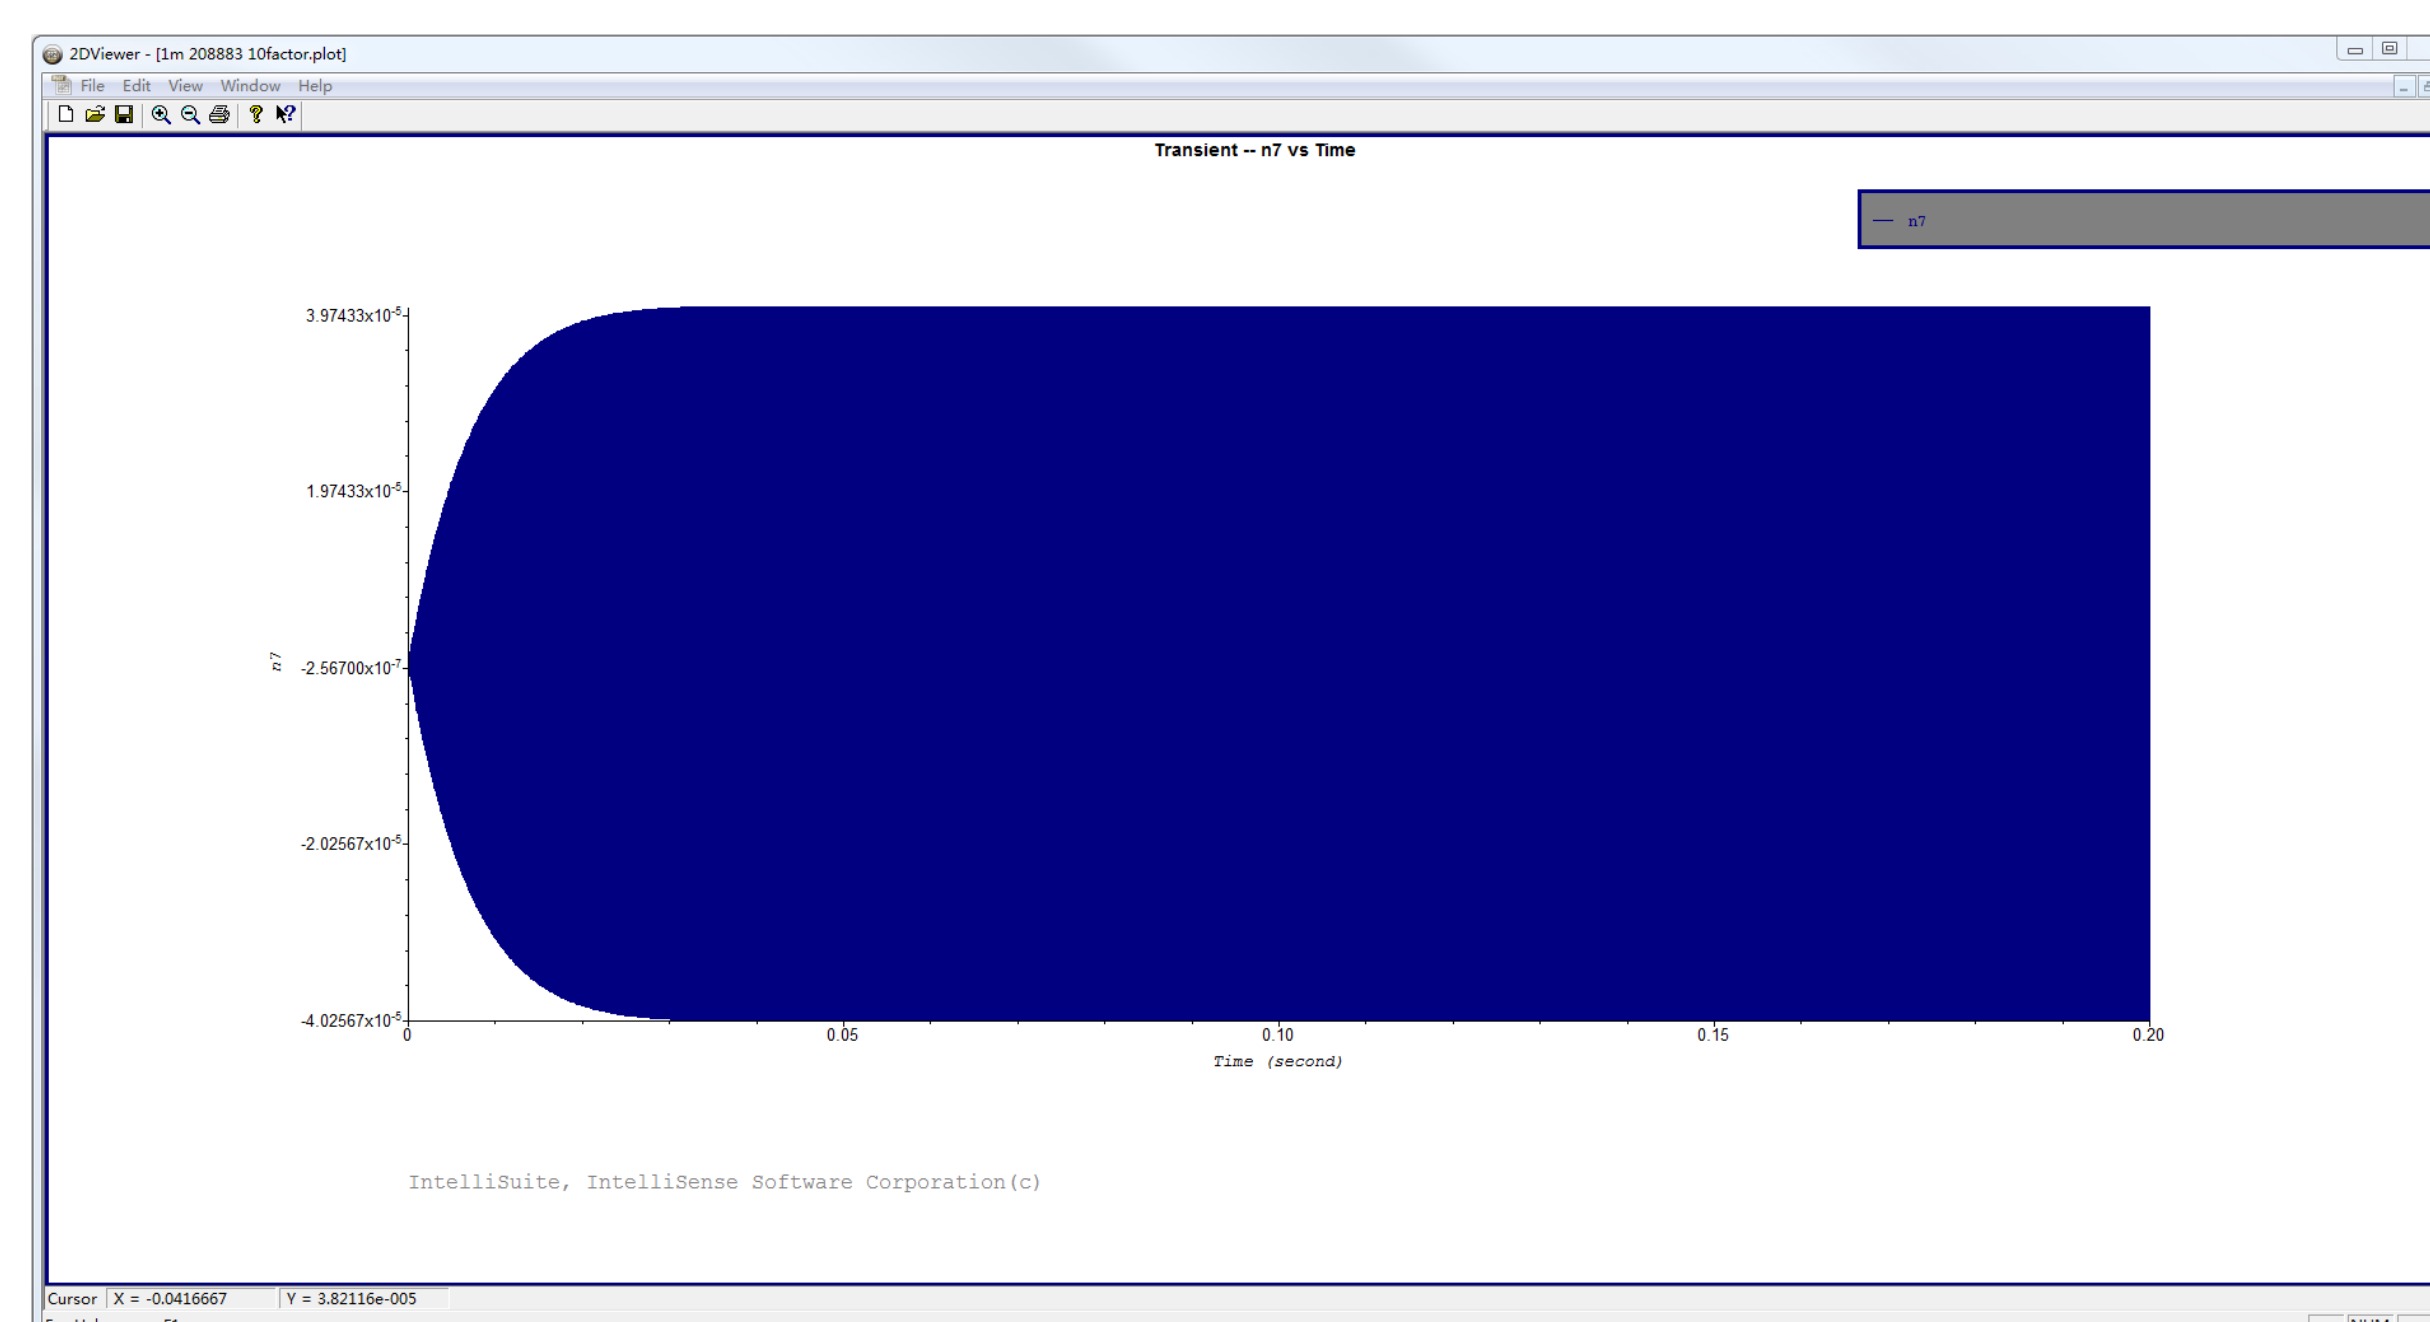 2DViewer - [1m 208883 10factor.plot]
File Edit View Window Help
Transient -- n7 vs Time
n7
3.97433x10-5
1.97433x10-5
n7
-2.56700x10-7
-2.02567x10-5
-4.02567x10-5
0 0.05 0.10 0.15 0.20
Time (second)
IntelliSuite, IntelliSense Software Corporation(c)
Cursor X = -0.0416667 Y = 3.82116e-005